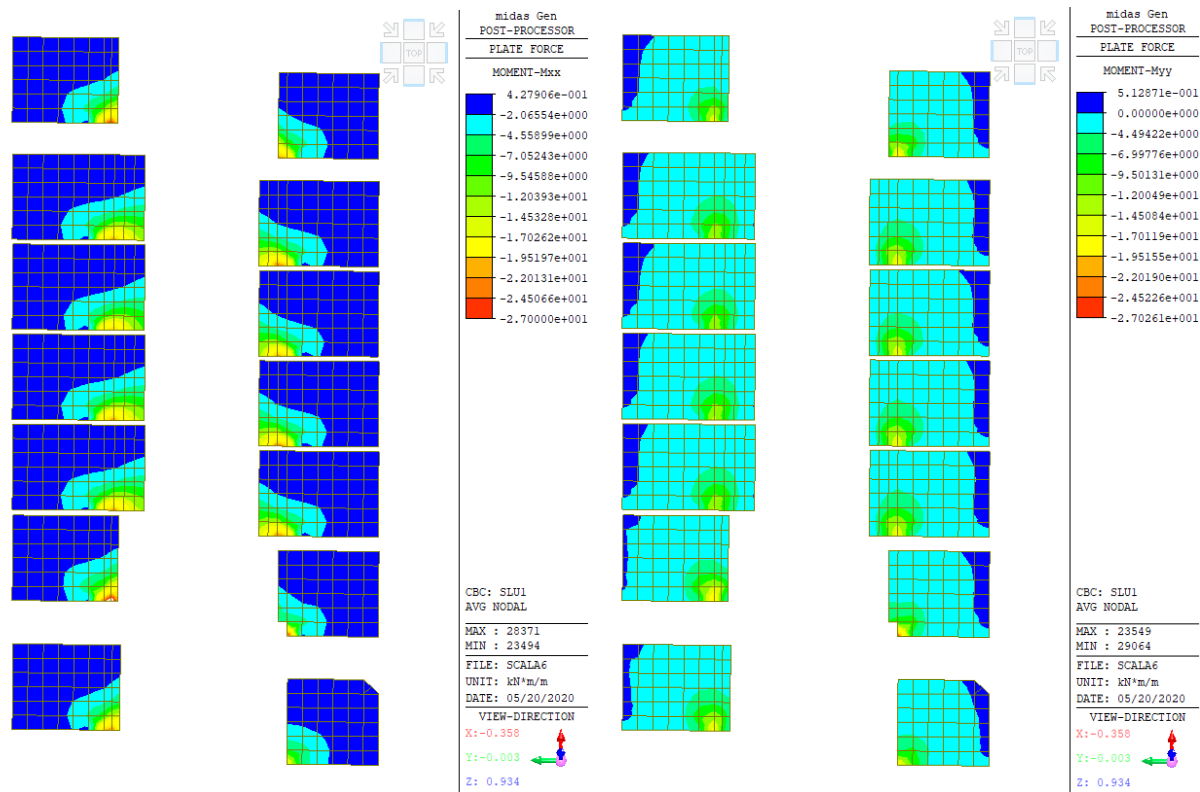 TOP
midas Gen
POST-PROCESSOR
PLATE FORCE
MOMENT-Mxx
4.27906e-001
-2.06554e+000
-4.55899e+000
-7.05243e+000
-9.54588e+000
-1.20393e+001
-1.45328e+001
-1.70262e+001
-1.95197e+001
-2.20131e+001
-2.45066e+001
-2.70000e+001
CBC: SLU1
AVG NODAL
MAX : 28371
MIN : 23494
FILE: SCALA6
UNIT: kN*m/m
DATE: 05/20/2020
VIEW-DIRECTION
X:-0.358
Y:-0.003
Z: 0.934
TOP
midas Gen
POST-PROCESSOR
PLATE FORCE
MOMENT-Myy
5.12871e-001
0.00000e+000
-4.49422e+000
-6.99776e+000
-9.50131e+000
-1.20049e+001
-1.45084e+001
-1.70119e+001
-1.95155e+001
-2.20190e+001
-2.45226e+001
-2.70261e+001
CBC: SLU1
AVG NODAL
MAX : 23549
MIN : 29064
FILE: SCALA6
UNIT: kN*m/m
DATE: 05/20/2020
VIEW-DIRECTION
X:-0.358
Y:-0.003
Z: 0.934